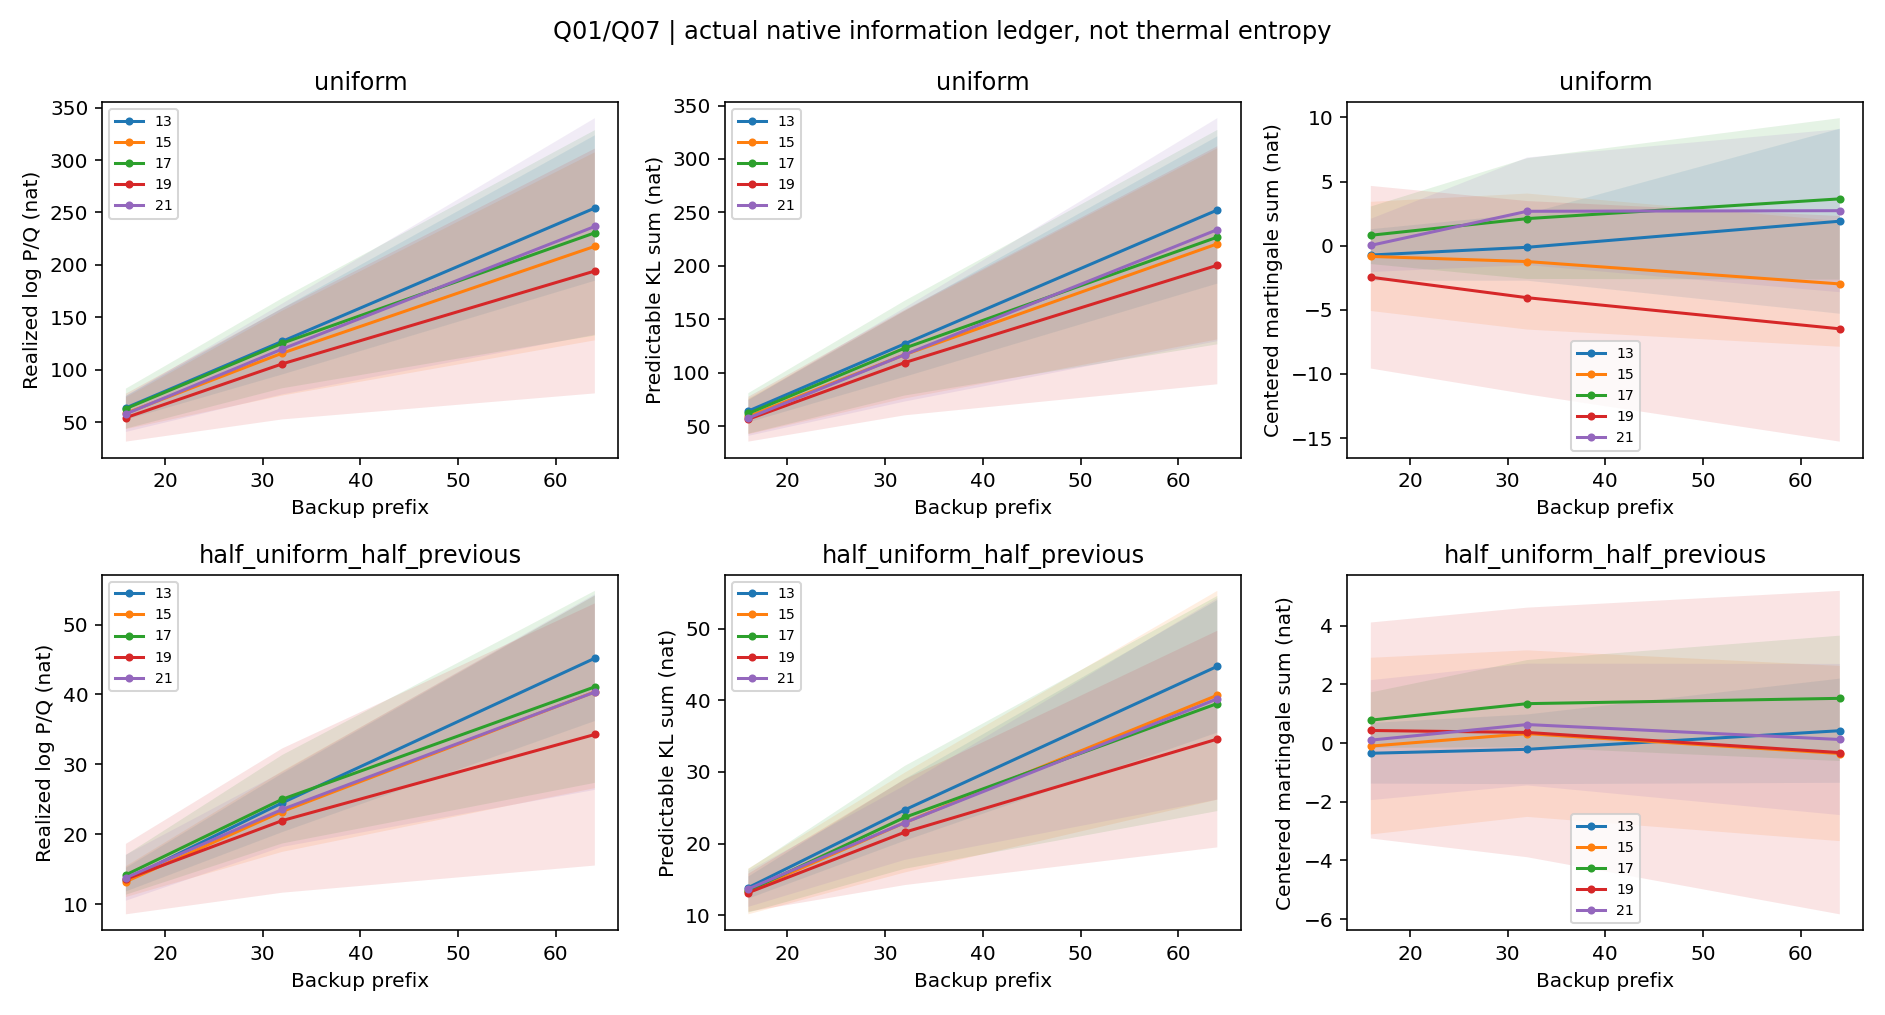 Q01/Q07 | actual native information ledger, not thermal entropy
uniform
Realized log P/Q (nat)
350
300
250
200
150
100
50
13
15
17
19
21
20 30 40 50 60
Backup prefix
uniform
Predictable KL sum (nat)
350
300
250
200
150
100
50
13
15
17
19
21
20 30 40 50 60
Backup prefix
uniform
Centered martingale sum (nat)
10
5
0
−5
−10
−15
13
15
17
19
21
20 30 40 50 60
Backup prefix
half_uniform_half_previous
Realized log P/Q (nat)
50
40
30
20
10
13
15
17
19
21
20 30 40 50 60
Backup prefix
half_uniform_half_previous
Predictable KL sum (nat)
50
40
30
20
10
13
15
17
19
21
20 30 40 50 60
Backup prefix
half_uniform_half_previous
Centered martingale sum (nat)
4
2
0
−2
−4
−6
13
15
17
19
21
20 30 40 50 60
Backup prefix